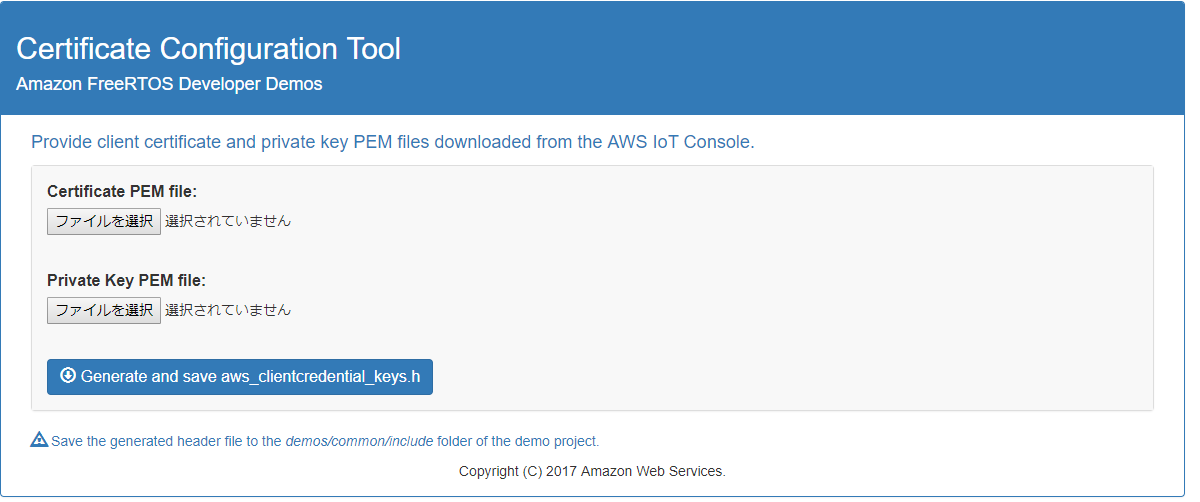 Certificate Configuration Tool
Amazon FreeRTOS Developer Demos
Provide client certificate and private key PEM files downloaded from the AWS IoT Console.
Certificate PEM file:
ファイルを選択 選択されていません
Private Key PEM file:
ファイルを選択 選択されていません
Generate and save aws_clientcredential_keys.h
Save the generated header file to the demos/common/include folder of the demo project.
Copyright (C) 2017 Amazon Web Services.